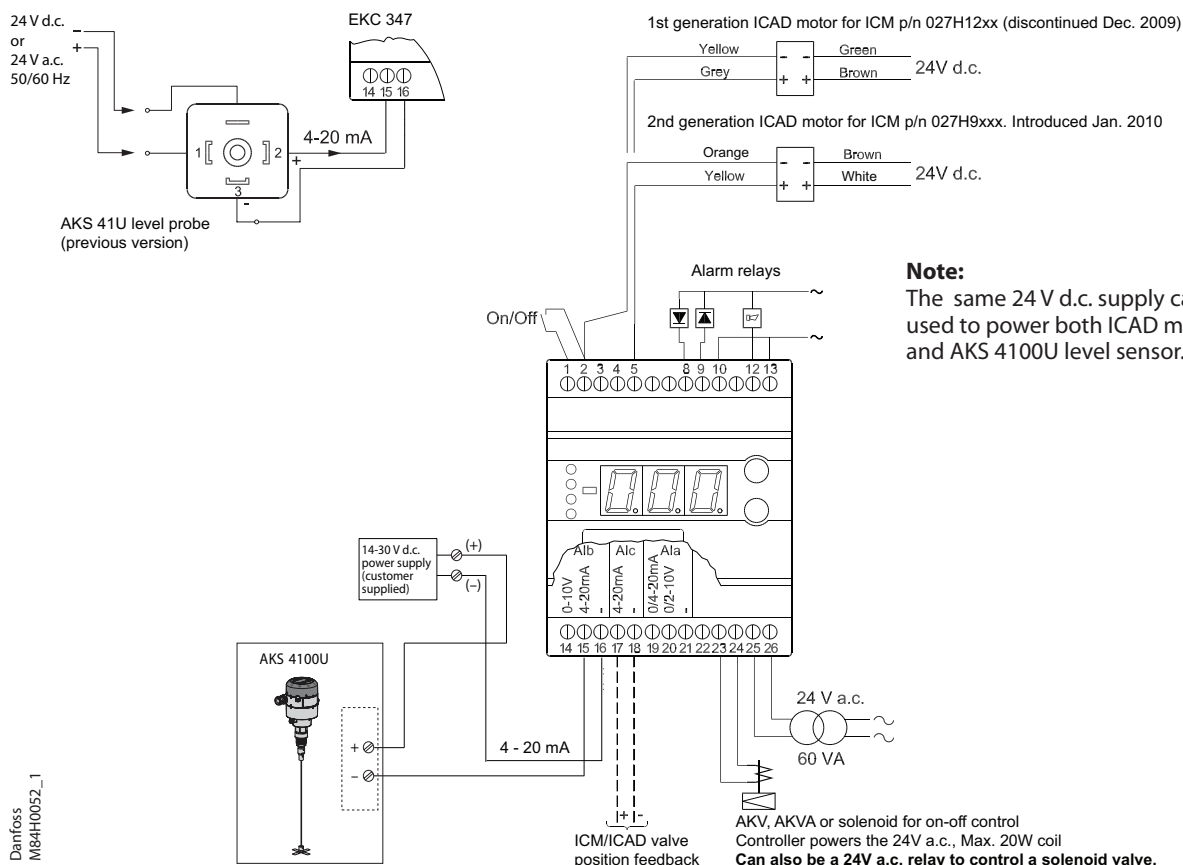 24 V d.c.
or
24 V a.c.
50/60 Hz
-
+
EKC 347
14 15 16
4-20 mA
1
2
+
3
-
AKS 41U level probe
(previous version)
1st generation ICAD motor for ICM p/n 027H12xx (discontinued Dec. 2009)
Yellow
- -
Green
Grey
+ +
Brown
24V d.c.
2nd generation ICAD motor for ICM p/n 027H9xxx. Introduced Jan. 2010
Orange
- -
Brown
Yellow
+ +
White
24V d.c.
Note:
The same 24 V d.c. supply ca
used to power both ICAD m
and AKS 4100U level sensor.
Alarm relays
~
~
On/Off
1 2 3 4 5 8 9 10 12 13
AIb AIc AIa
0-10V
4-20mA
-
4-20mA
-
0/4-20mA
0/2-10V
-
14 15 16 17 18 19 20 21 22 23 24 25 26
14-30 V d.c.
power supply
(customer
supplied)
(+)
(–)
AKS 4100U
+
–
4 - 20 mA
24 V a.c.
60 VA
+ -
ICM/ICAD valve
position feedback
AKV, AKVA or solenoid for on-off control
Controller powers the 24V a.c., Max. 20W coil
Can also be a 24V a.c. relay to control a solenoid valve.
Danfoss
M84H0052_1